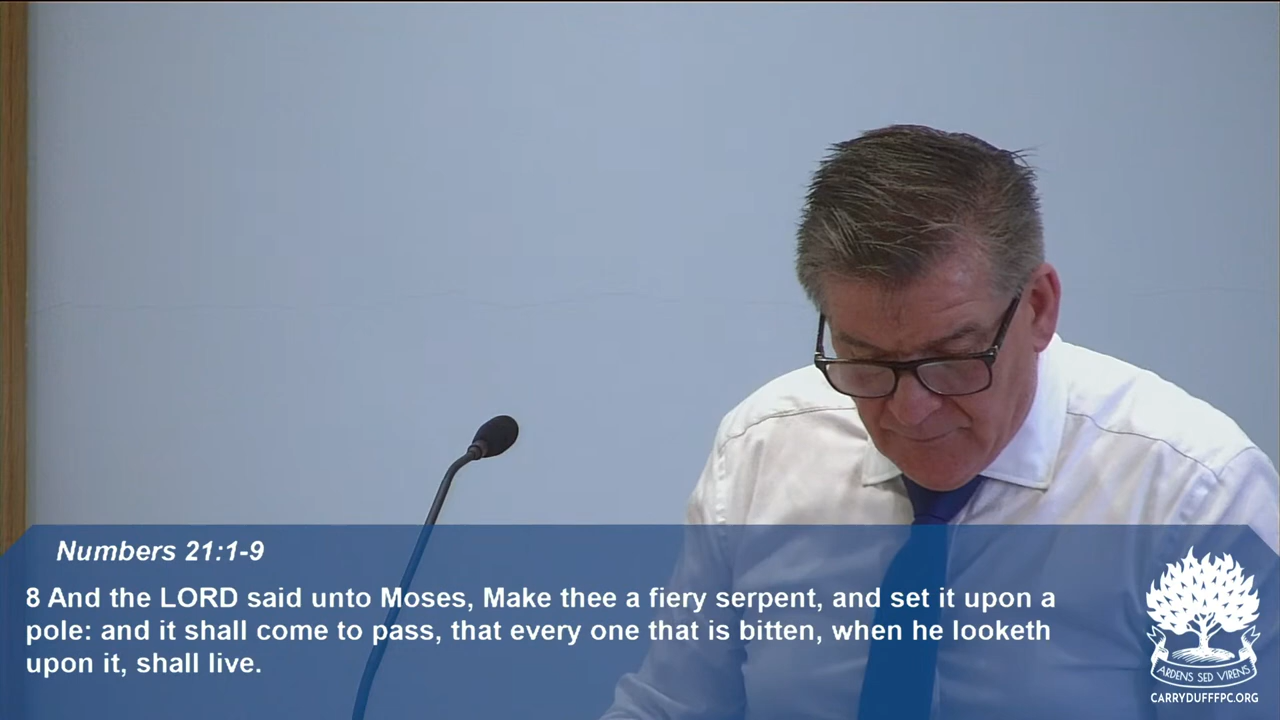 Numbers 21:1-9
8 And the LORD said unto Moses, Make thee a fiery serpent, and set it upon a
pole: and it shall come to pass, that every one that is bitten, when he looketh
upon it, shall live.
ARDENS SED VIRENS
CARRYDUFFFPC.ORG